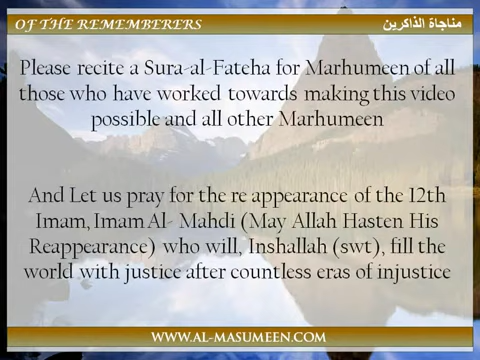 OF THE REMEMBERERS
مناجاة الذاكرين
Please recite a Sura-al-Fateha for Marhumeen of all
those who have worked towards making this video
possible and all other Marhumeen
And Let us pray for the re appearance of the 12th
Imam, Imam Al- Mahdi (May Allah Hasten His
Reappearance) who will, Inshallah (swt), fill the
world with justice after countless eras of injustice
WWW.AL-MASUMEEN.COM